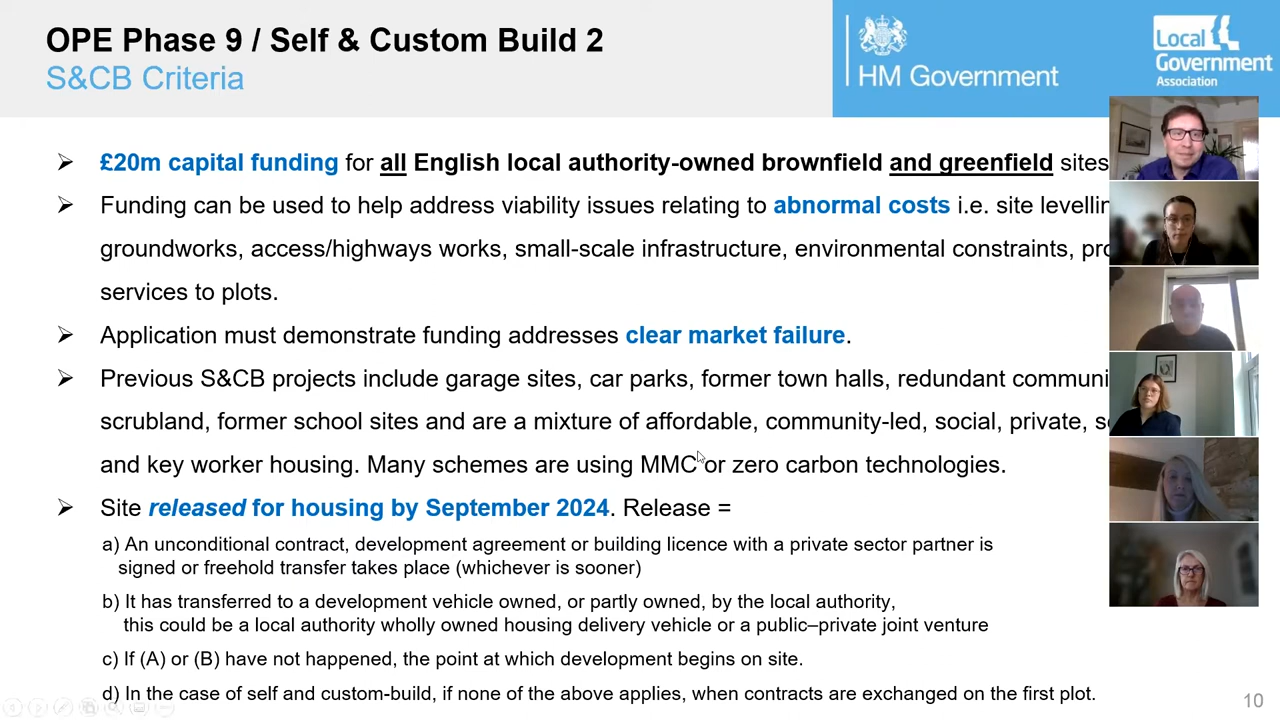 OPE Phase 9 / Self & Custom Build 2
S&CB Criteria
HM Government
Local
Government
Association
➢ £20m capital funding for all English local authority-owned brownfield and greenfield sites
➢ Funding can be used to help address viability issues relating to abnormal costs i.e. site
groundworks, access/highways works, small-scale infrastructure, environmental constraints,
services to plots.
➢ Application must demonstrate funding addresses clear market failure.
➢ Previous S&CB projects include garage sites, car parks, former town halls, redundant
scrubland, former school sites and are a mixture of affordable, community-led, social, private,
and key worker housing. Many schemes are using MMC or zero carbon technologies.
➢ Site released for housing by September 2024. Release =
a) An unconditional contract, development agreement or building licence with a private sector partner is
signed or freehold transfer takes place (whichever is sooner)
b) It has transferred to a development vehicle owned, or partly owned, by the local authority,
this could be a local authority wholly owned housing delivery vehicle or a public–private joint venture
c) If (A) or (B) have not happened, the point at which development begins on site.
d) In the case of self and custom-build, if none of the above applies, when contracts are exchanged on the first plot.
10